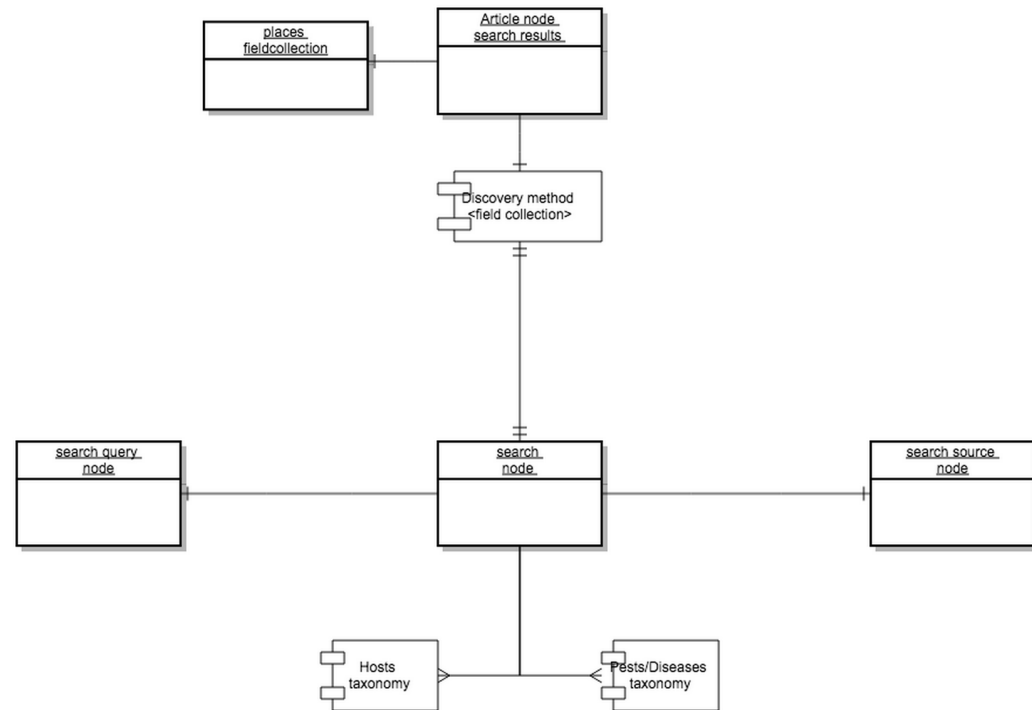 places
fieldcollection
Article node
search results
Discovery method
<field collection>
search query
node
search
node
search source
node
Hosts
taxonomy
Pests/Diseases
taxonomy